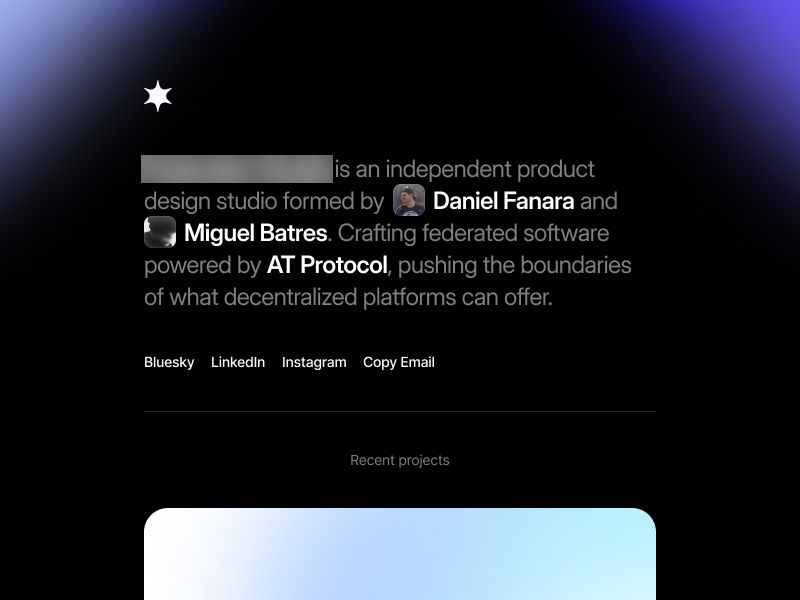 is an independent product
design studio formed by Daniel Fanara and
Miguel Batres. Crafting federated software
powered by AT Protocol, pushing the boundaries
of what decentralized platforms can offer.
Bluesky LinkedIn Instagram Copy Email
Recent projects